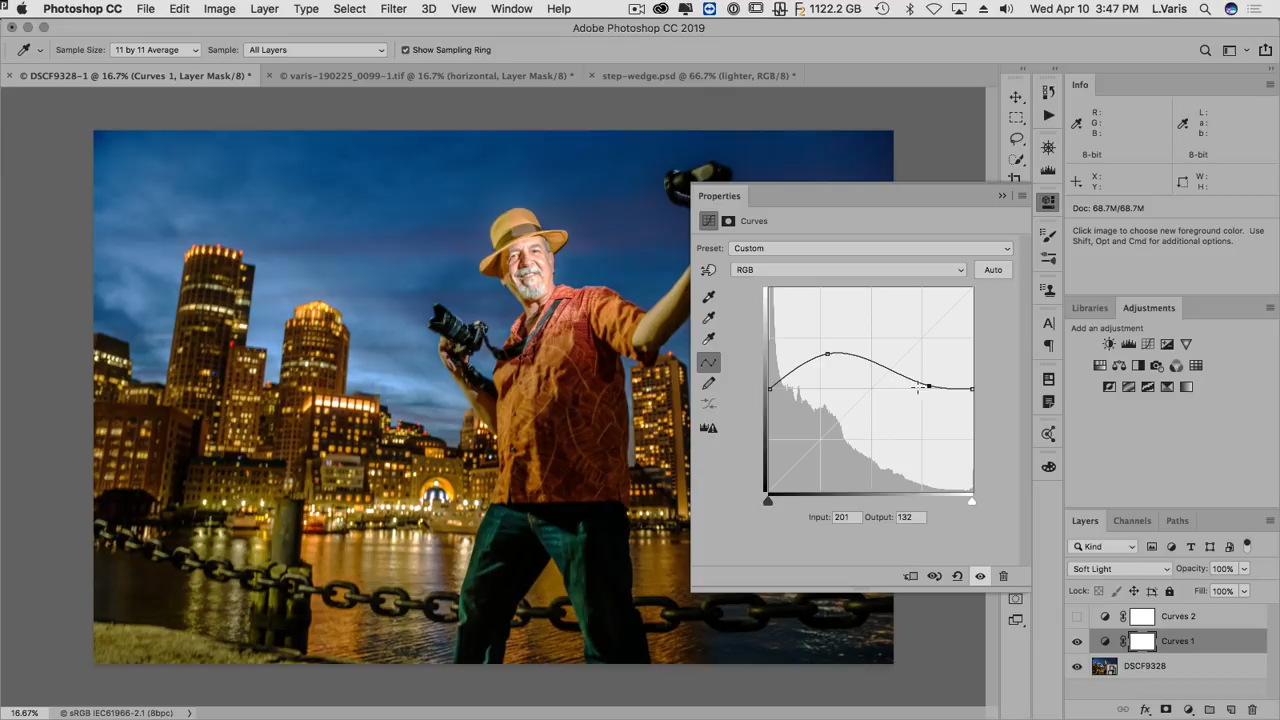 Photoshop CC File Edit Image Layer Type Select Filter 3D View Window Help 1122.2 GB Wed Apr 10 3:47 PM L.Varis
Adobe Photoshop CC 2019
Sample Size: 11 by 11 Average Sample: All Layers Show Sampling Ring
© DSCF9328-1 @ 16.7% (Curves 1, Layer Mask/8) * © varis-190225_0099-1.tif @ 16.7% (horizontal, Layer Mask/8) * step-wedge.psd @ 66.7% (lighter, RGB/8) *
Info
R: L:
G: a:
B: b:
8-bit 8-bit
X: W:
Y: H:
Doc: 68.7M/68.7M
Click image to choose new foreground color. Use
Shift, Opt and Cmd for additional options.
Properties
Curves
Preset: Custom
RGB Auto
Input: 201 Output: 132
Libraries Adjustments
Add an adjustment
Layers Channels Paths
Kind
Soft Light Opacity: 100%
Lock: Fill: 100%
Curves 2
Curves 1
DSCF9328
fx
16.67% © sRGB IEC61966-2.1 (8bpc)